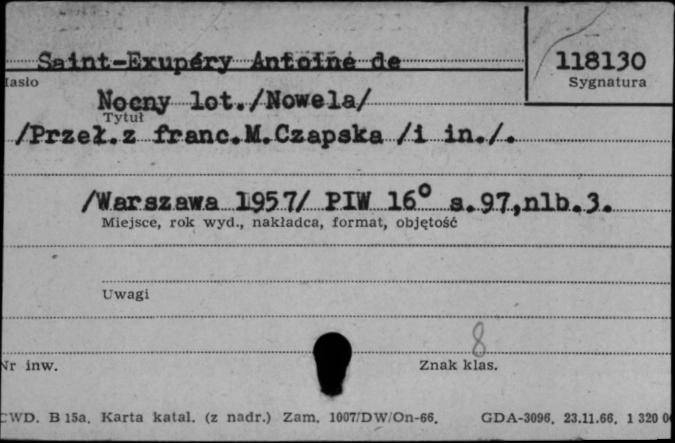 Saint-Exupéry Antoine de
118130
Hasło
Sygnatura
Nocny lot./Nowela/
Tytuł
/Przeł.z franc.M.Czapska /i in./.
/Warszawa 1957/ PIW 16° s.97,nlb.3.
Miejsce, rok wyd., nakładca, format, objętość
Uwagi
8
Nr inw.
Znak klas.
CWD. B 15a. Karta katal. (z nadr.) Zam. 1007/DW/On-66. GDA-3096. 23.11.66. 1 320 0